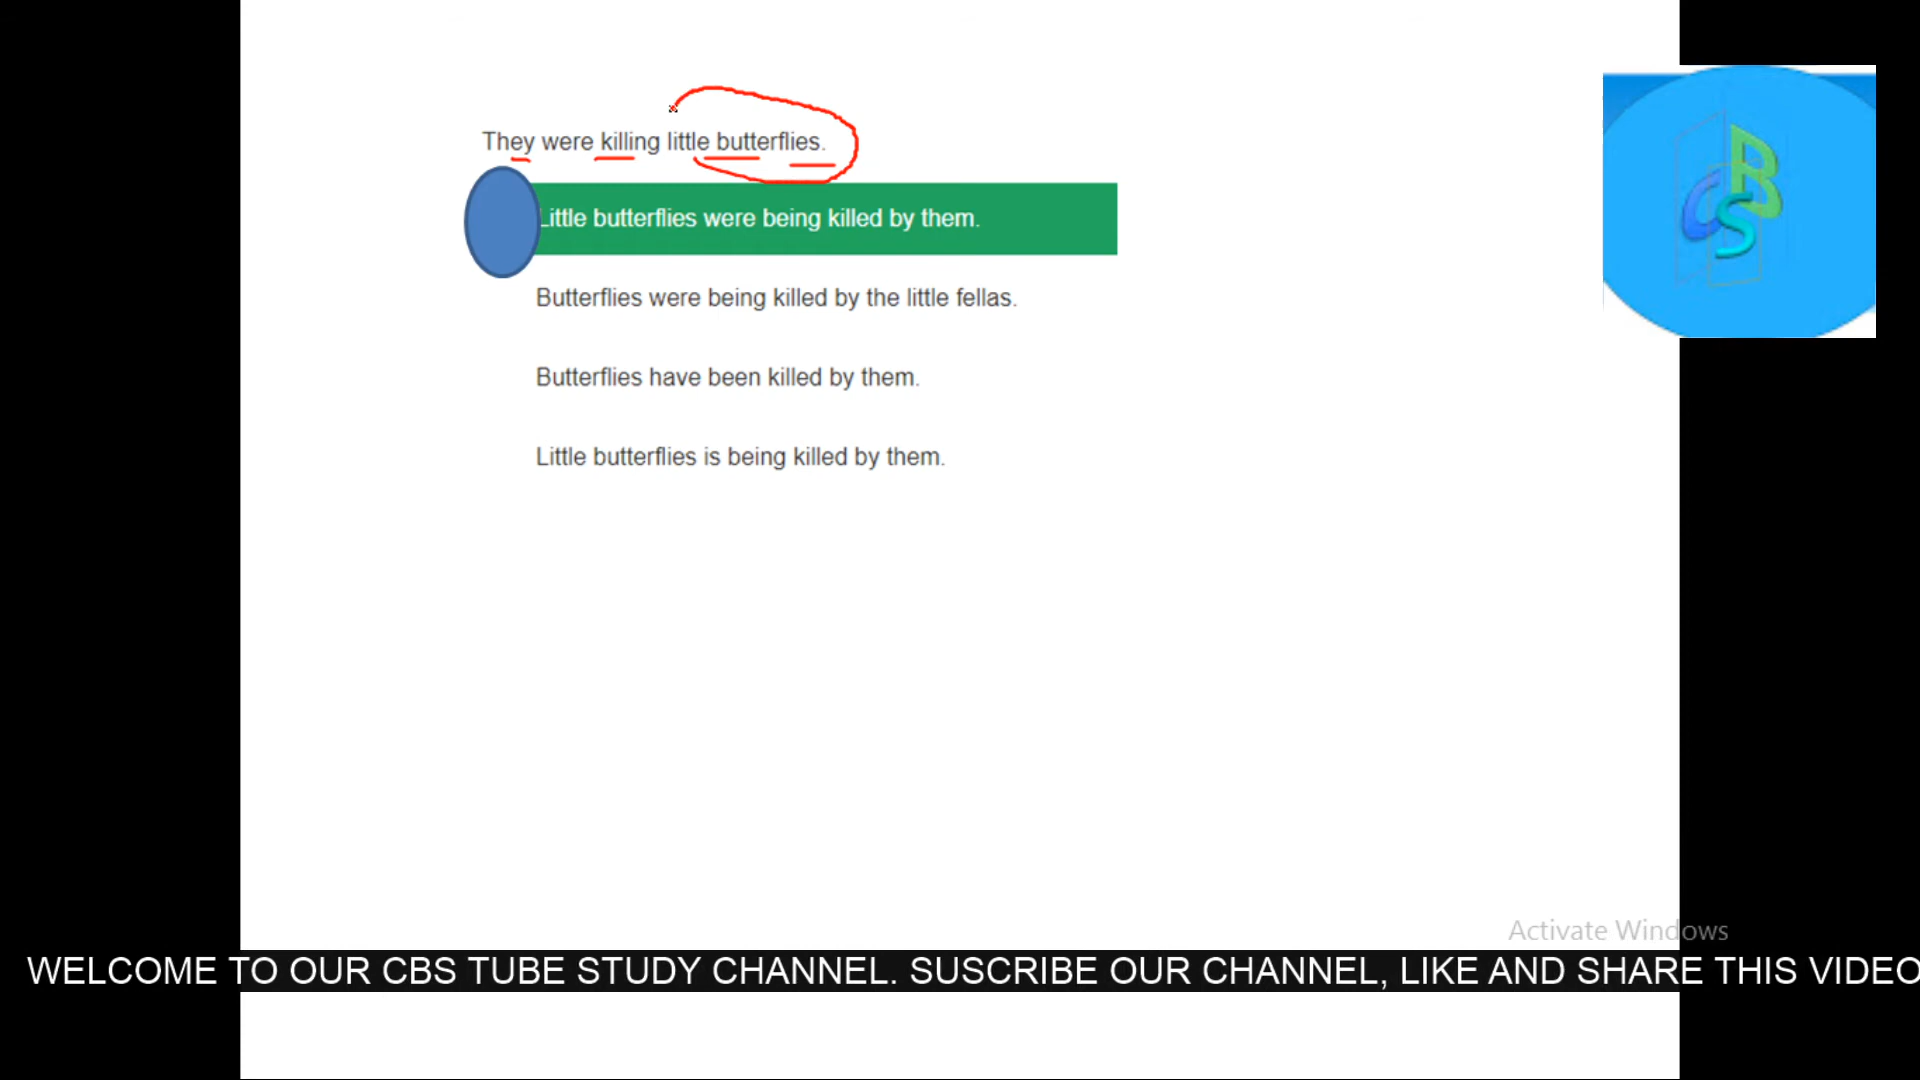 They were killing little butterflies.
Little butterflies were being killed by them.
Butterflies were being killed by the little fellas.
Butterflies have been killed by them.
Little butterflies is being killed by them.
CBS
Activate Windows
WELCOME TO OUR CBS TUBE STUDY CHANNEL. SUSCRIBE OUR CHANNEL, LIKE AND SHARE THIS VIDEO